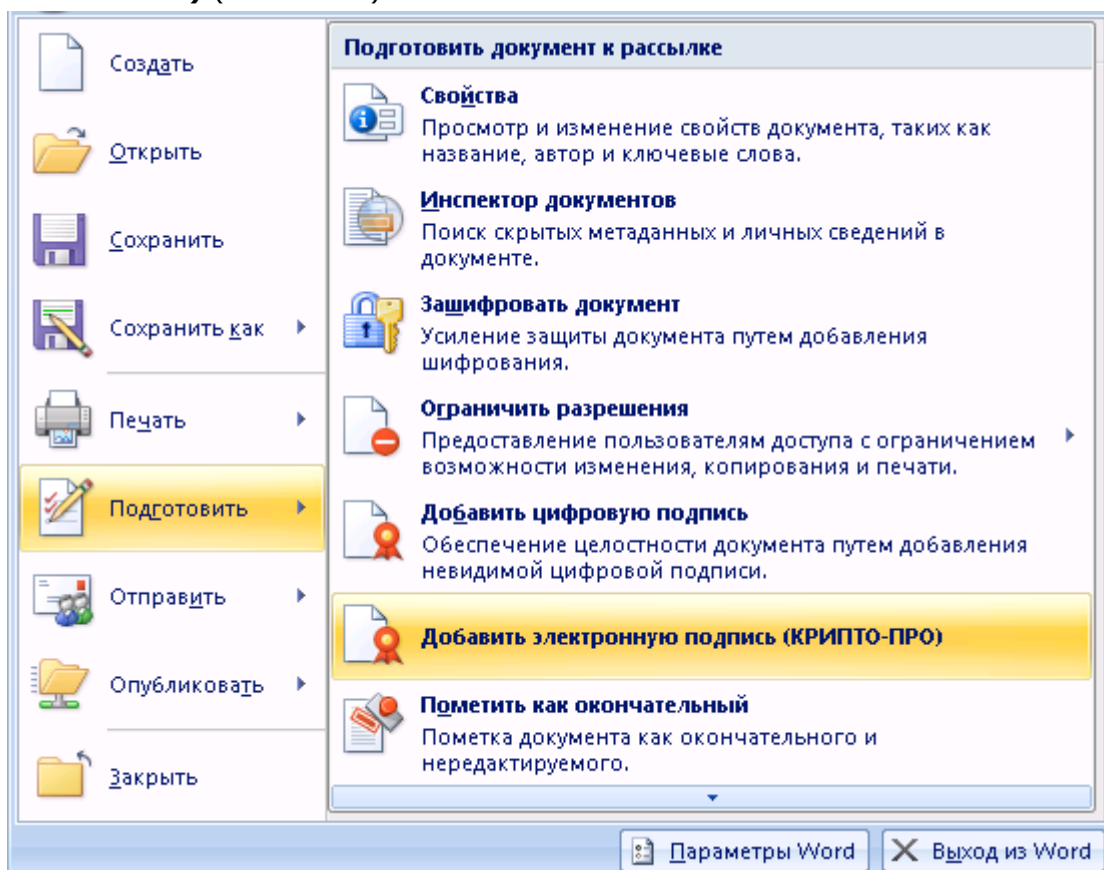 Создать
Открыть
Сохранить
Сохранить как
Печать
Подготовить
Отправить
Опубликовать
Закрыть
Подготовить документ к рассылке
Свойства
Просмотр и изменение свойств документа, таких как
название, автор и ключевые слова.
Инспектор документов
Поиск скрытых метаданных и личных сведений в
документе.
Зашифровать документ
Усиление защиты документа путем добавления
шифрования.
Ограничить разрешения
Предоставление пользователям доступа с ограничением
возможности изменения, копирования и печати.
Добавить цифровую подпись
Обеспечение целостности документа путем добавления
невидимой цифровой подписи.
Добавить электронную подпись (КРИПТО-ПРО)
Пометить как окончательный
Пометка документа как окончательного и
нередактируемого.
Параметры Word
Выход из Word